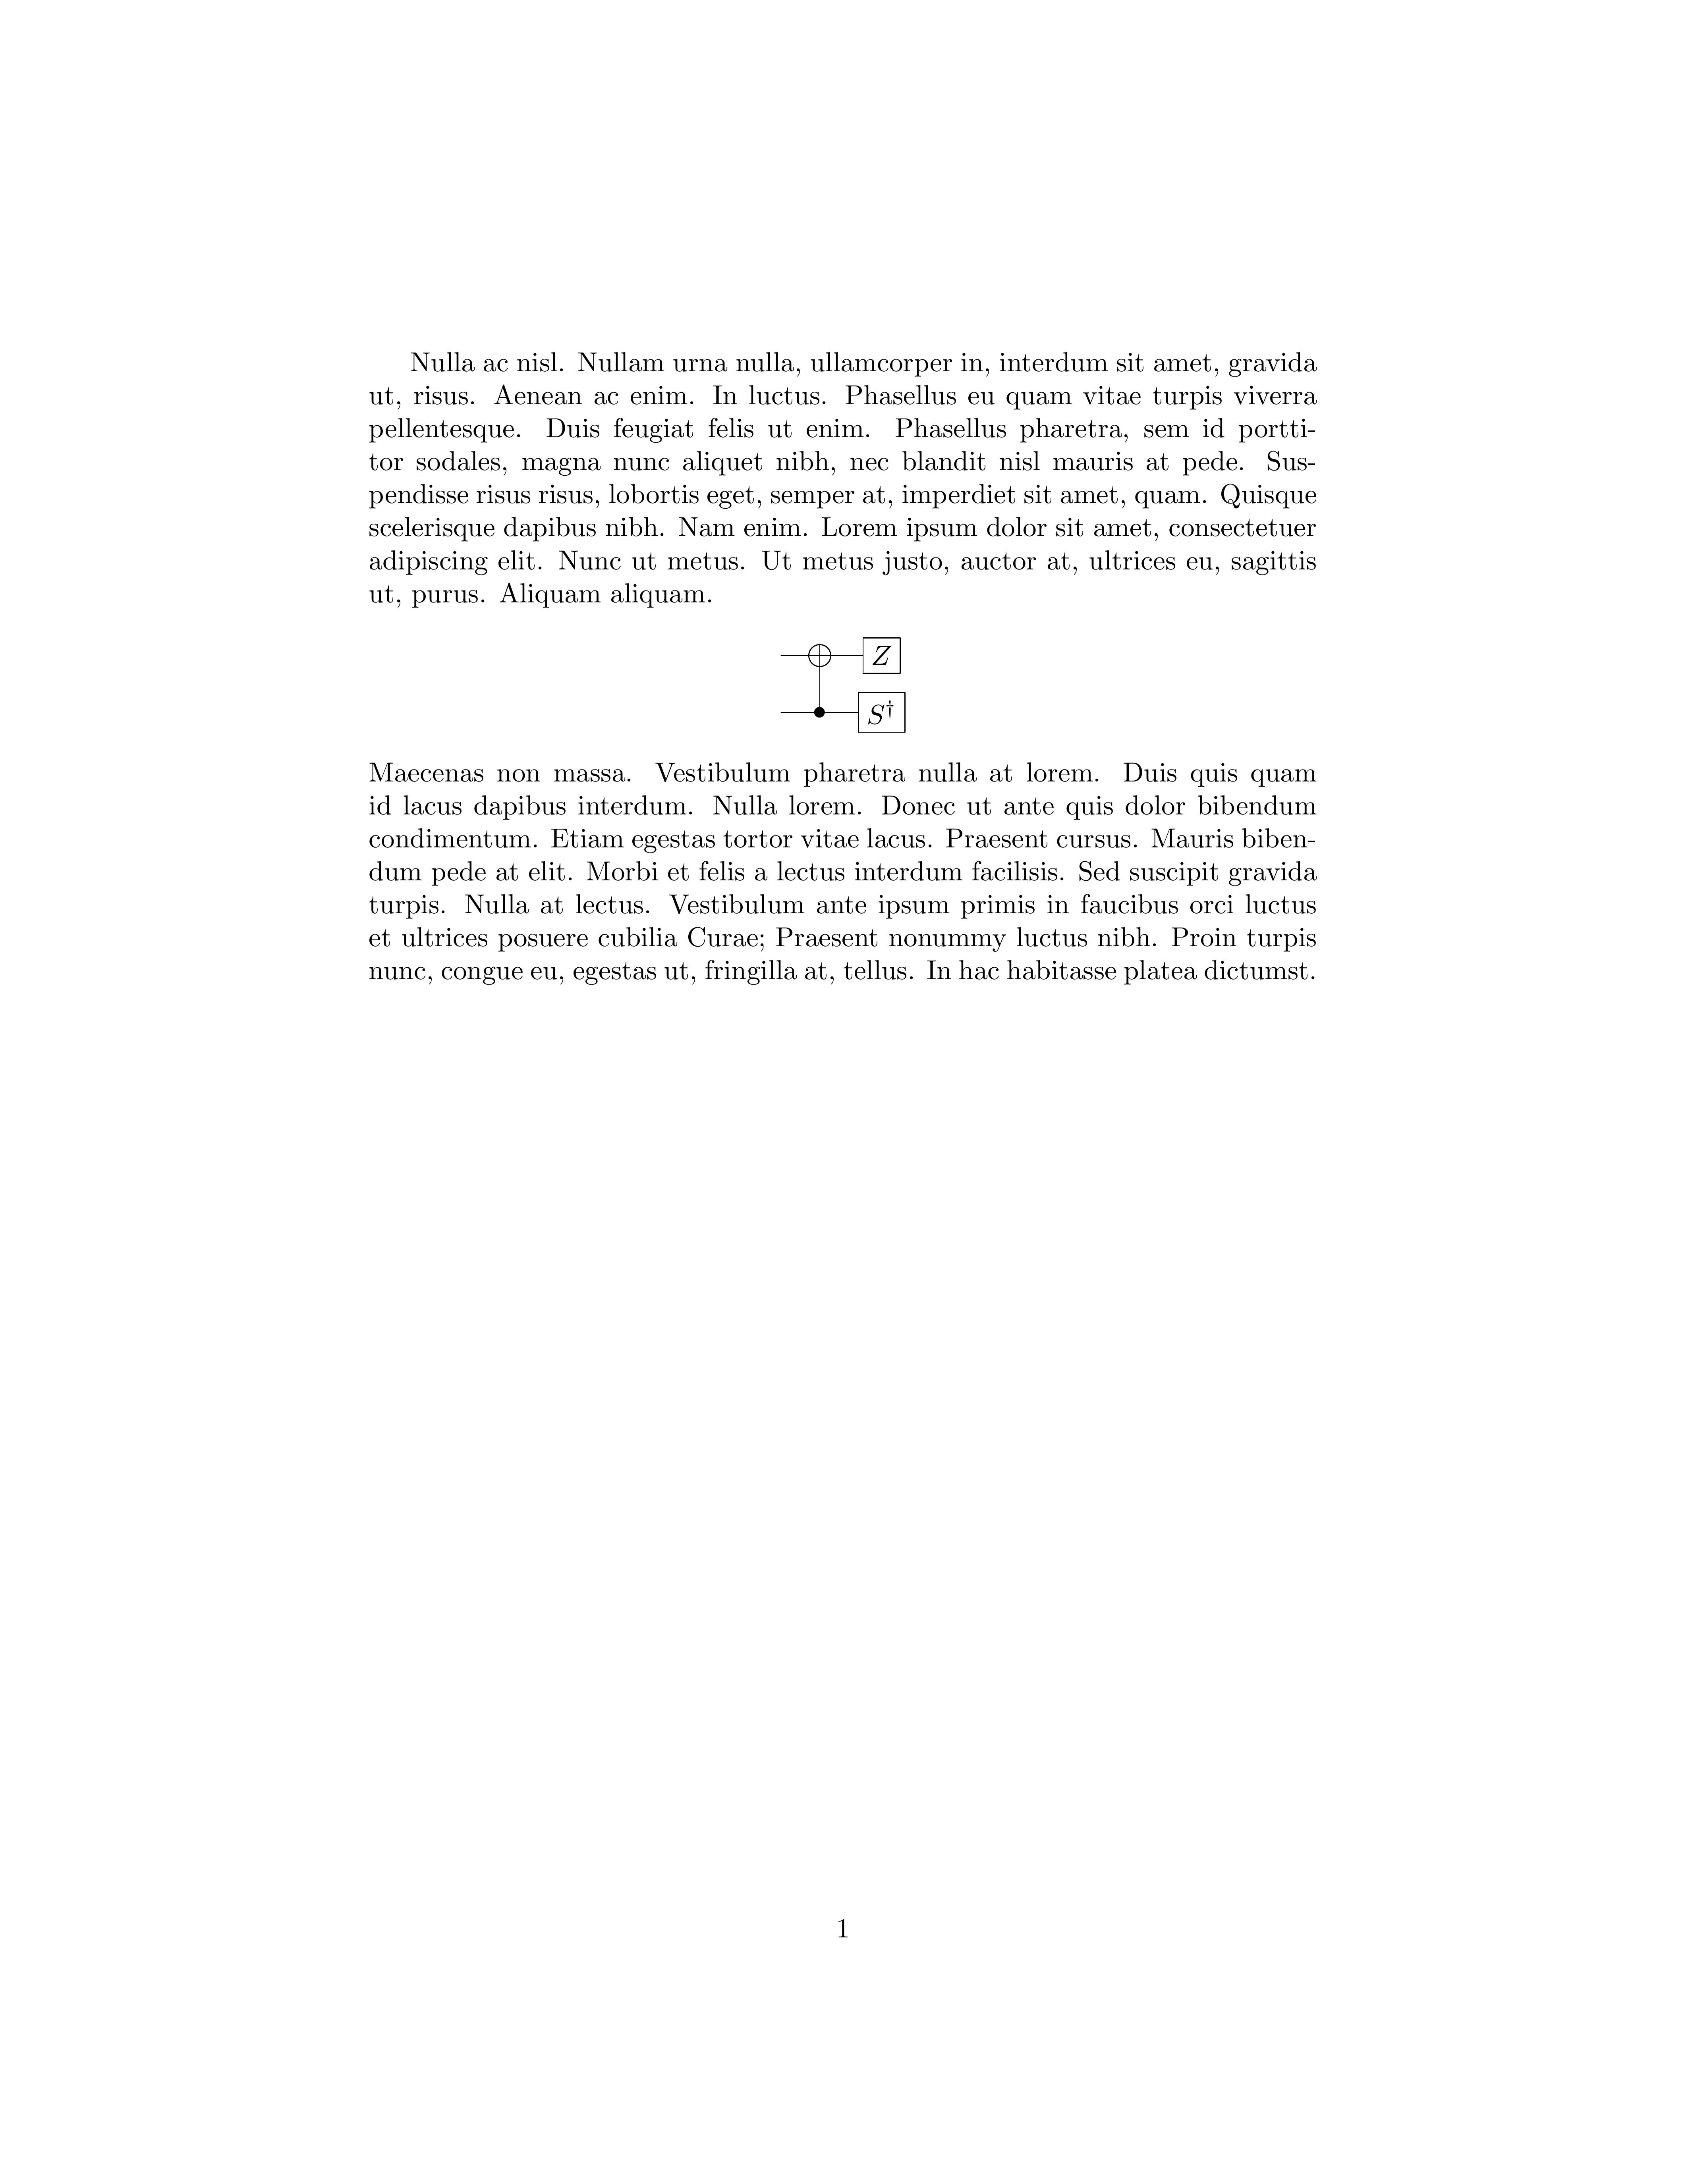 Nulla ac nisl. Nullam urna nulla, ullamcorper in, interdum sit amet, gravida
ut, risus. Aenean ac enim. In luctus. Phasellus eu quam vitae turpis viverra
pellentesque. Duis feugiat felis ut enim. Phasellus pharetra, sem id portti-
tor sodales, magna nunc aliquet nibh, nec blandit nisl mauris at pede. Sus-
pendisse risus risus, lobortis eget, semper at, imperdiet sit amet, quam. Quisque
scelerisque dapibus nibh. Nam enim. Lorem ipsum dolor sit amet, consectetuer
adipiscing elit. Nunc ut metus. Ut metus justo, auctor at, ultrices eu, sagittis
ut, purus. Aliquam aliquam.
Z
S†
Maecenas non massa. Vestibulum pharetra nulla at lorem. Duis quis quam
id lacus dapibus interdum. Nulla lorem. Donec ut ante quis dolor bibendum
condimentum. Etiam egestas tortor vitae lacus. Praesent cursus. Mauris biben-
dum pede at elit. Morbi et felis a lectus interdum facilisis. Sed suscipit gravida
turpis. Nulla at lectus. Vestibulum ante ipsum primis in faucibus orci luctus
et ultrices posuere cubilia Curae; Praesent nonummy luctus nibh. Proin turpis
nunc, congue eu, egestas ut, fringilla at, tellus. In hac habitasse platea dictumst.
1